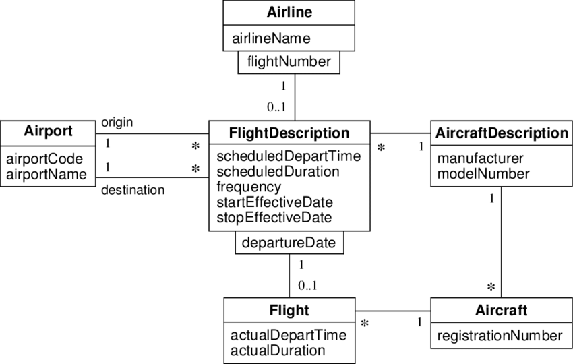 Airline
airlineName
flightNumber
1
0..1
origin
Airport
airportCode
airportName
1
*
1
*
destination
FlightDescription
scheduledDepartTime
scheduledDuration
frequency
startEffectiveDate
stopEffectiveDate
departureDate
*
1
AircraftDescription
manufacturer
modelNumber
1
*
1
0..1
Flight
actualDepartTime
actualDuration
*
1
Aircraft
registrationNumber